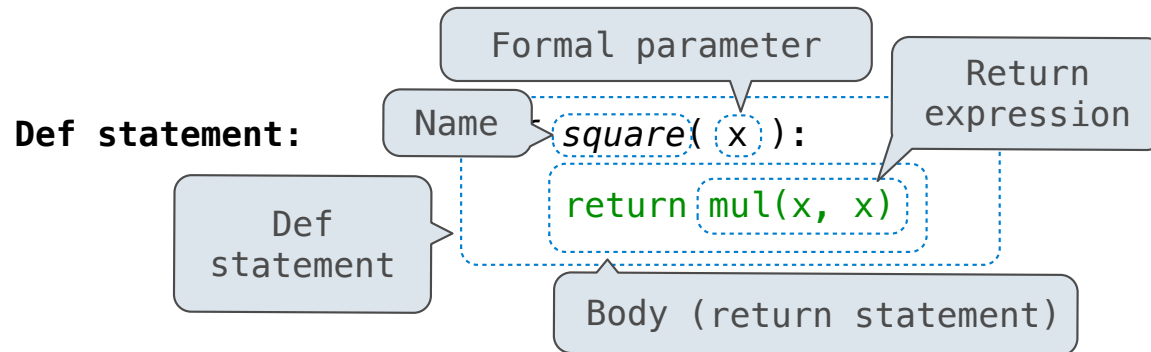 Formal parameter
Return
expression
Def statement:
Name
square( x ):
Def
statement
return mul(x, x)
Body (return statement)